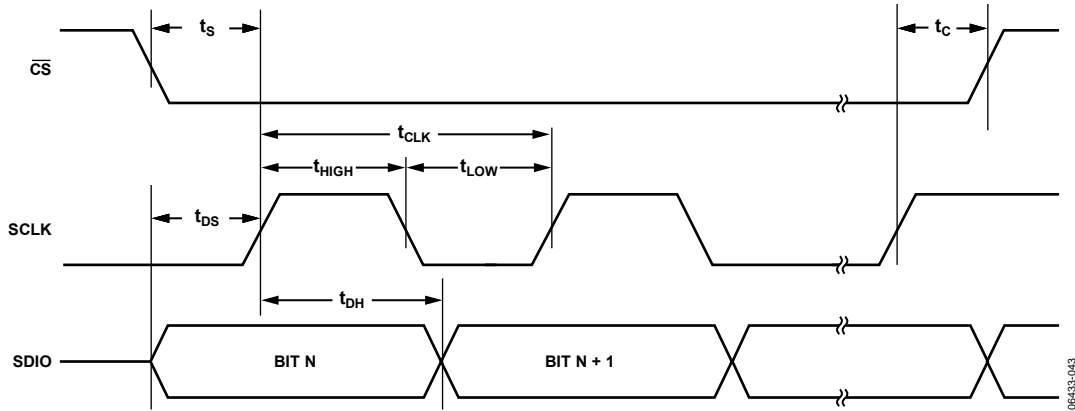 tS
tC
CS
tCLK
tHIGH
tLOW
tDS
SCLK
tDH
SDIO
BIT N
BIT N + 1
06433-043